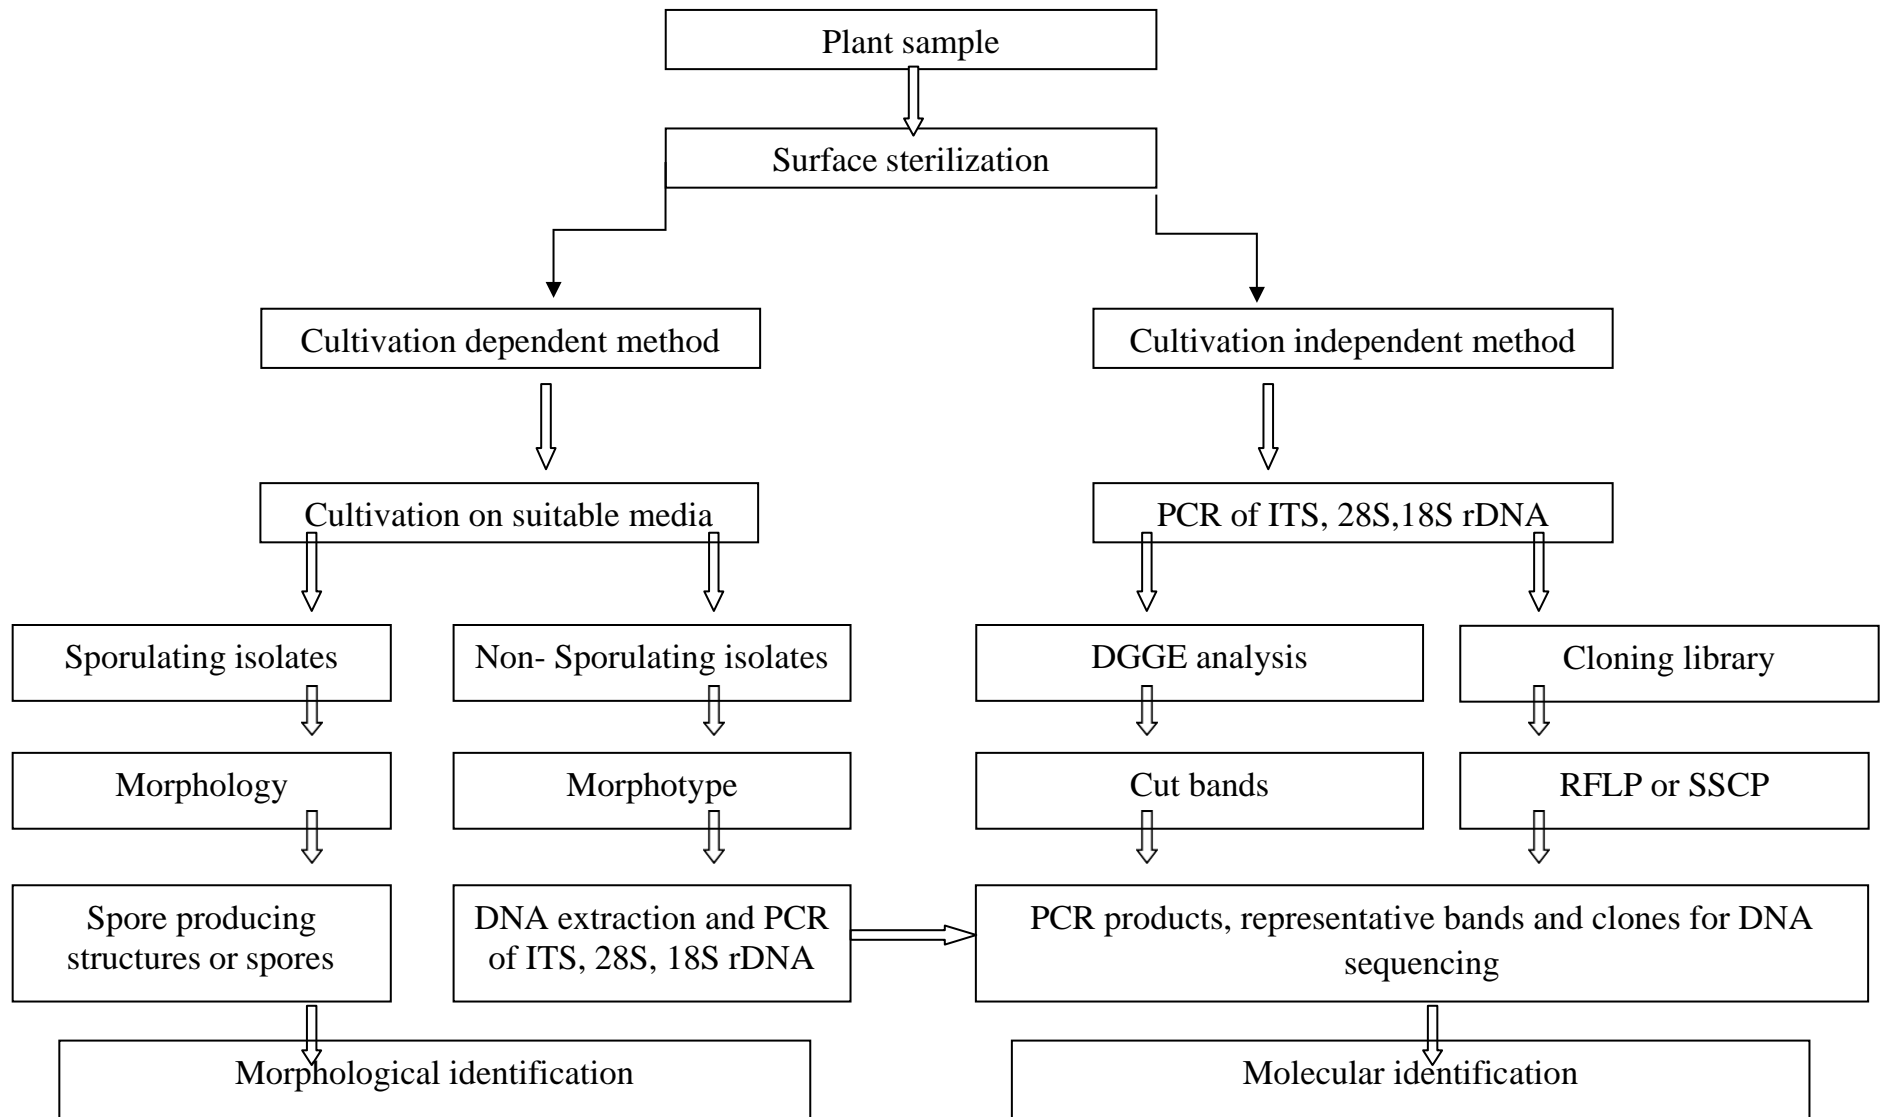 Plant sample
Surface sterilization
Cultivation dependent method
Cultivation independent method
Cultivation on suitable media
PCR of ITS, 28S,18S rDNA
Sporulating isolates
Non- Sporulating isolates
DGGE analysis
Cloning library
Morphology
Morphotype
Cut bands
RFLP or SSCP
Spore producing
structures or spores
DNA extraction and PCR
of ITS, 28S, 18S rDNA
PCR products, representative bands and clones for DNA
sequencing
Morphological identification
Molecular identification